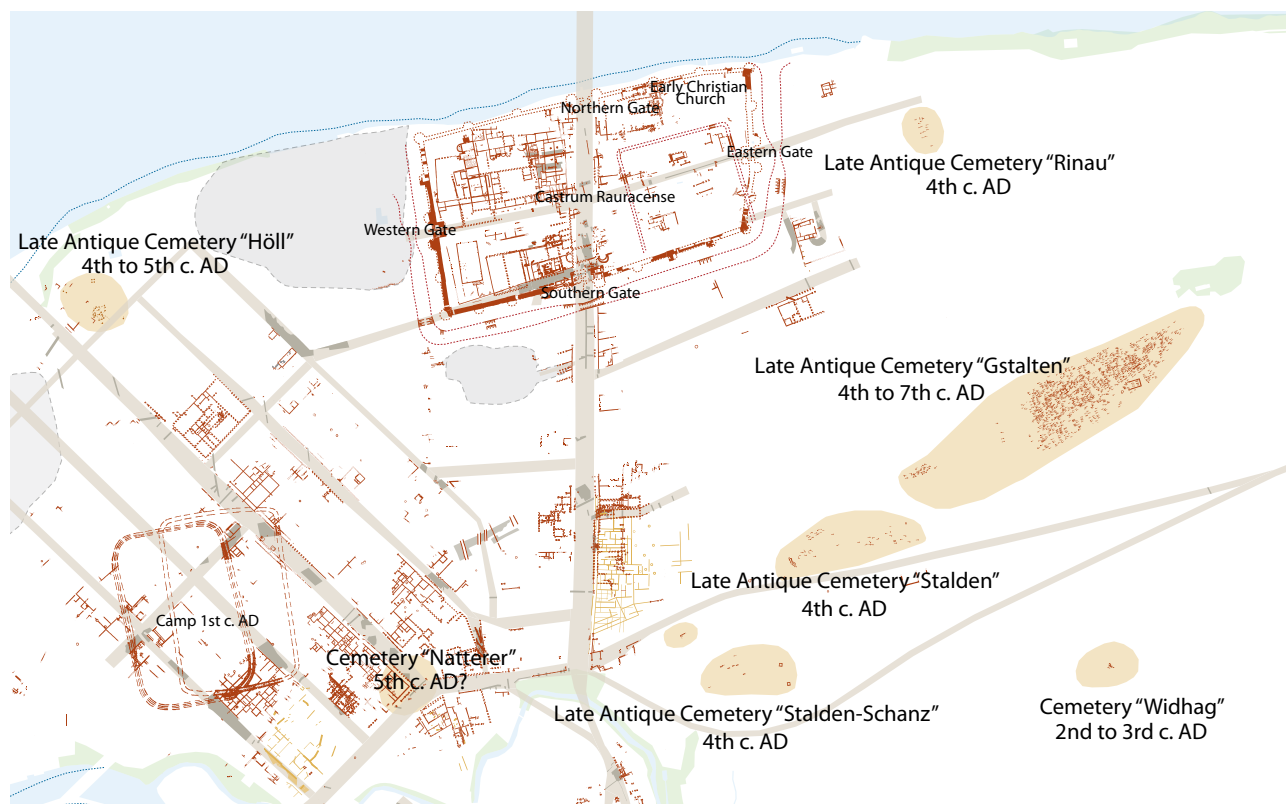 Early Christian
Church
Northern Gate
Eastern Gate
Late Antique Cemetery “Rinau”
4th c. AD
Castrum Rauracense
Western Gate
Late Antique Cemetery “Höll”
4th to 5th c. AD
Southern Gate
Late Antique Cemetery “Gstalten”
4th to 7th c. AD
Late Antique Cemetery “Stalden”
4th c. AD
Camp 1st c. AD
Cemetery “Natterer”
5th c. AD?
Late Antique Cemetery “Stalden-Schanz”
4th c. AD
Cemetery “Widhag”
2nd to 3rd c. AD